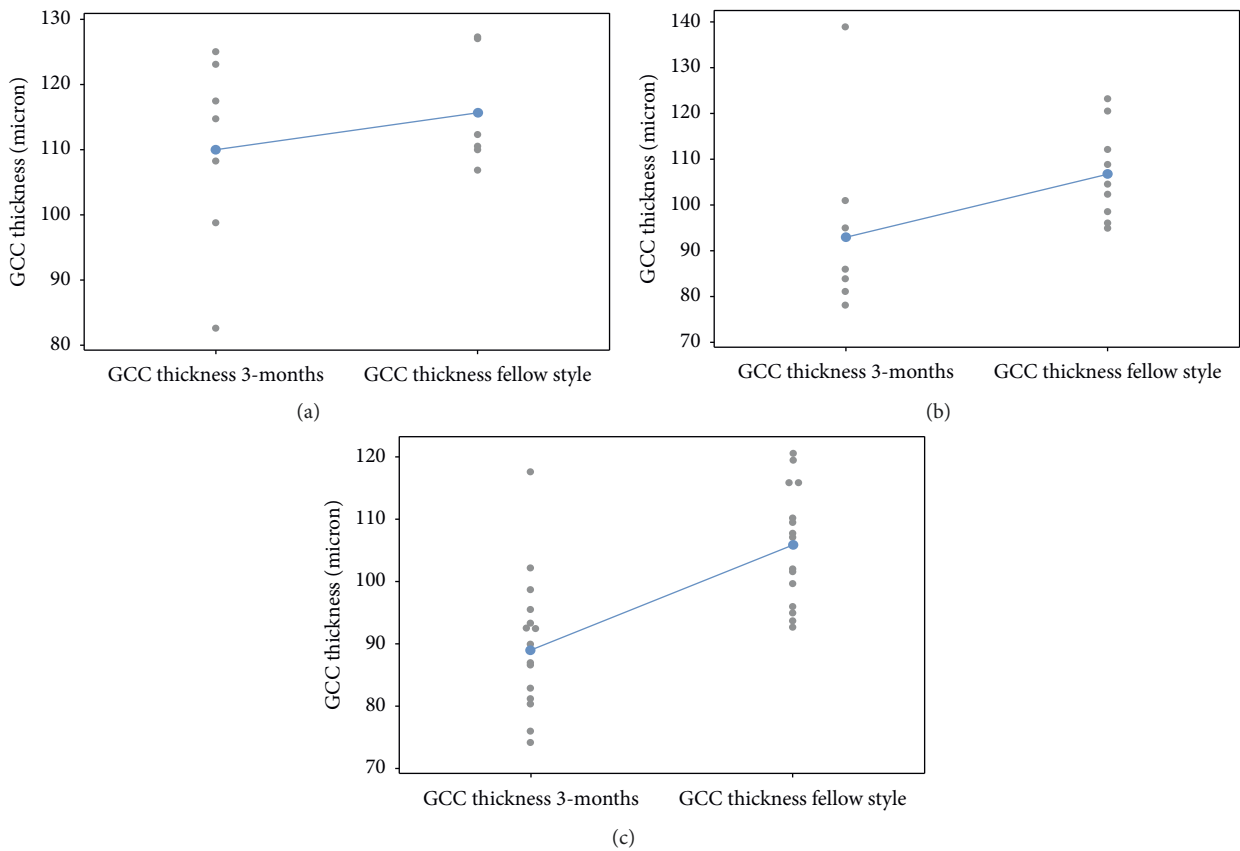 GCC thickness (micron)
130
120
110
100
90
80
GCC thickness 3-months
GCC thickness fellow style
(a)
GCC thickness (micron)
140
130
120
110
100
90
80
70
GCC thickness 3-months
GCC thickness fellow style
(b)
GCC thickness (micron)
120
110
100
90
80
70
GCC thickness 3-months
GCC thickness fellow style
(c)